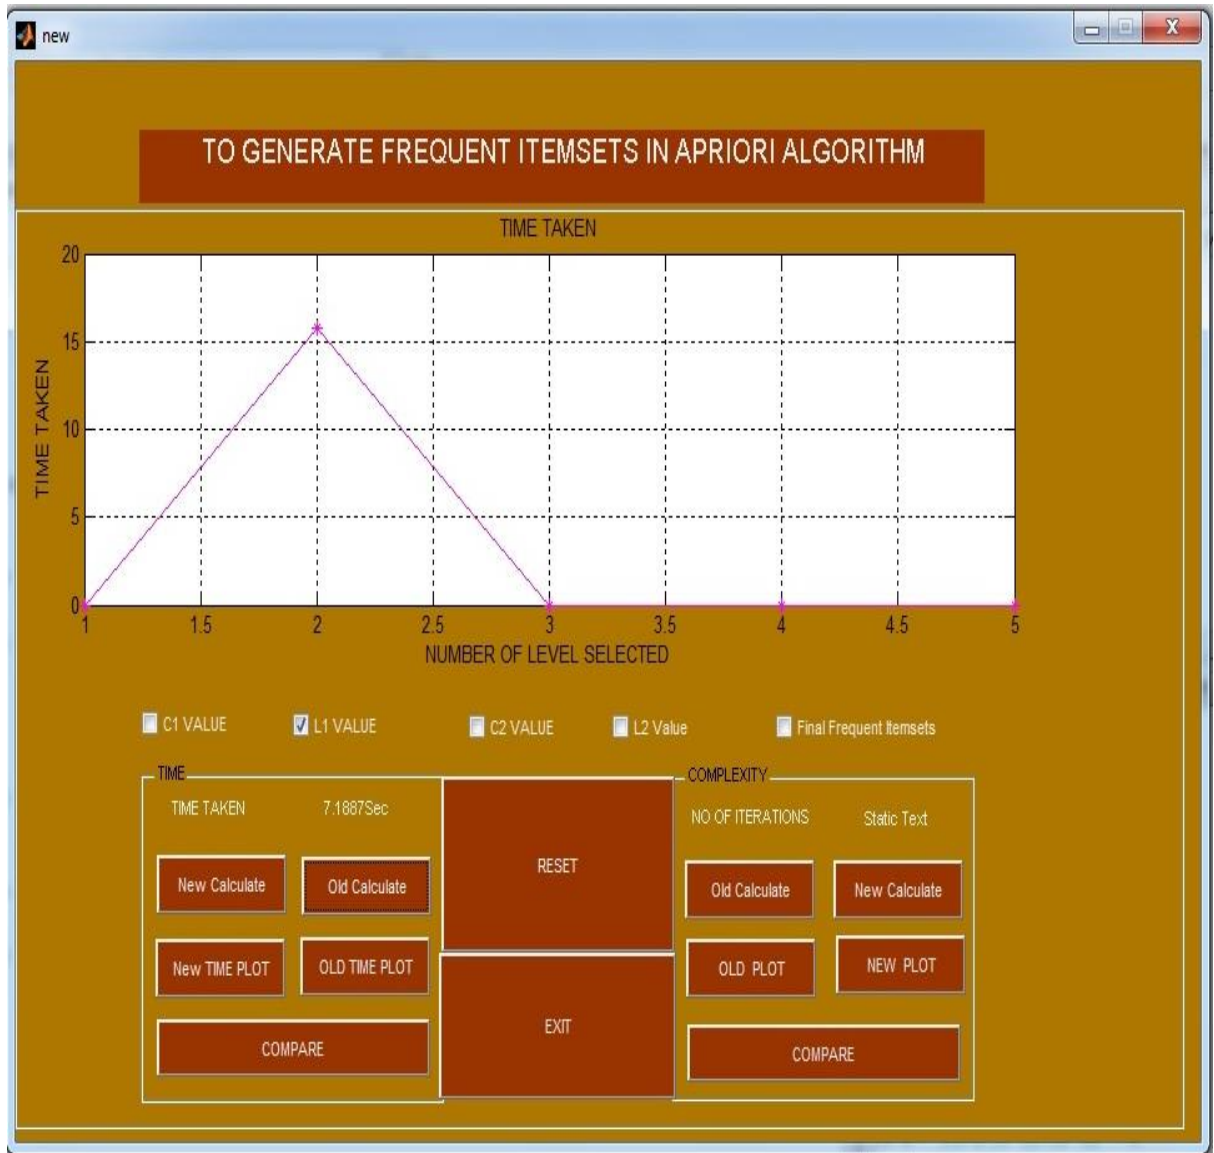 new
X
TO GENERATE FREQUENT ITEMSETS IN APRIORI ALGORITHM
TIME TAKEN
20
15
10
5
0
TIME TAKEN
1 1.5 2 2.5 3 3.5 4 4.5 5
NUMBER OF LEVEL SELECTED
C1 VALUE L1 VALUE C2 VALUE L2 Value Final Frequent Itemsets
TIME
TIME TAKEN 7.1887Sec
New Calculate Old Calculate
New TIME PLOT OLD TIME PLOT
COMPARE
RESET
EXIT
COMPLEXITY
NO OF ITERATIONS Static Text
Old Calculate New Calculate
OLD PLOT NEW PLOT
COMPARE